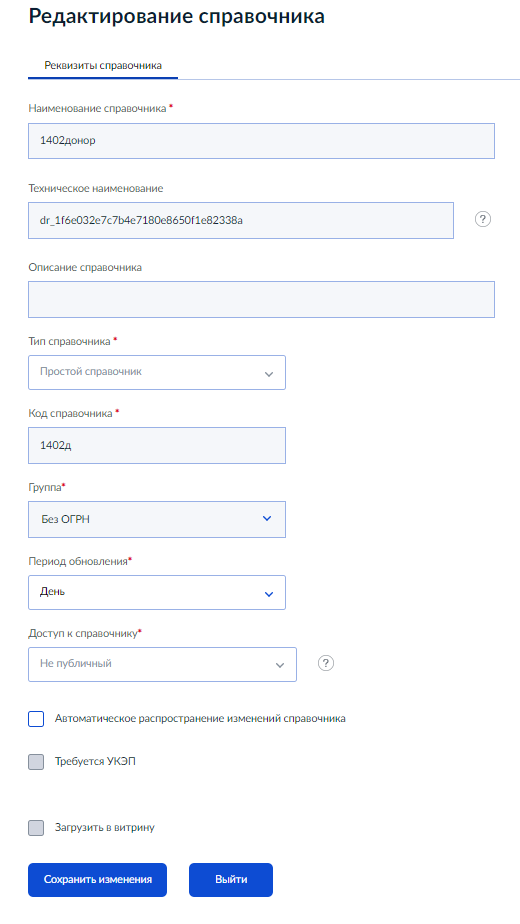 Редактирование справочника
Реквизиты справочника
Наименование справочника *
1402донор
Техническое наименование
dr_1f6e032e7c7b4e7180e8650f1e82338a
?
Описание справочника
Тип справочника *
Простой справочник
Код справочника *
1402д
Группа*
Без ОГРН
Период обновления*
День
Доступ к справочнику*
Не публичный
?
Автоматическое распространие изменений справочника
Требуется УКЭП
Загрузить в витрину
Сохранить изменения
Выйти